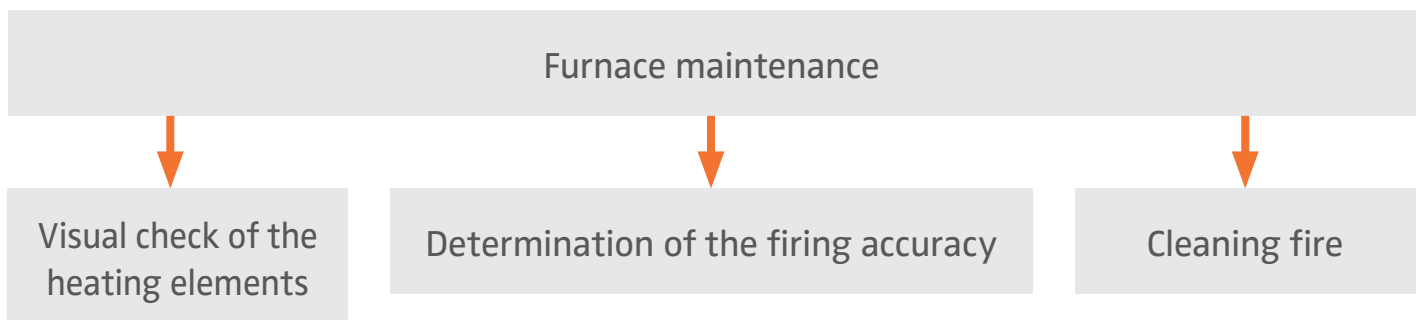 Furnace maintenance
Visual check of the
heating elements
Determination of the firing accuracy
Cleaning fire